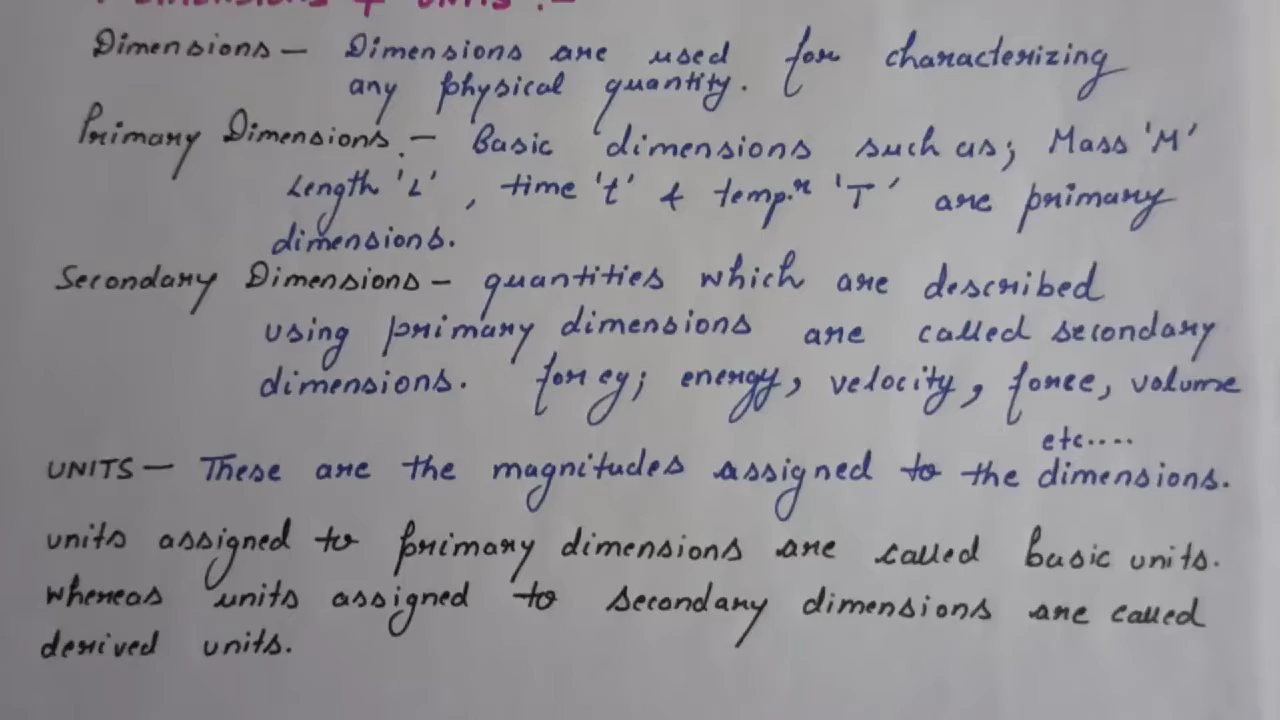 DIMENSIONS & UNITS :-
Dimensions - Dimensions are used for characterizing
any physical quantity.
Primary Dimensions. - Basic dimensions such as; Mass 'M'
Length 'L' , time 't' & temp.r 'T' are primary
dimensions.
Secondary Dimensions - quantities which are described
using primary dimensions are called secondary
dimensions. for eg; energy, velocity, force, volume
etc....
UNITS - These are the magnitudes assigned to the dimensions.
units assigned to primary dimensions are called basic units.
whereas units assigned to secondary dimensions are called
derived units.